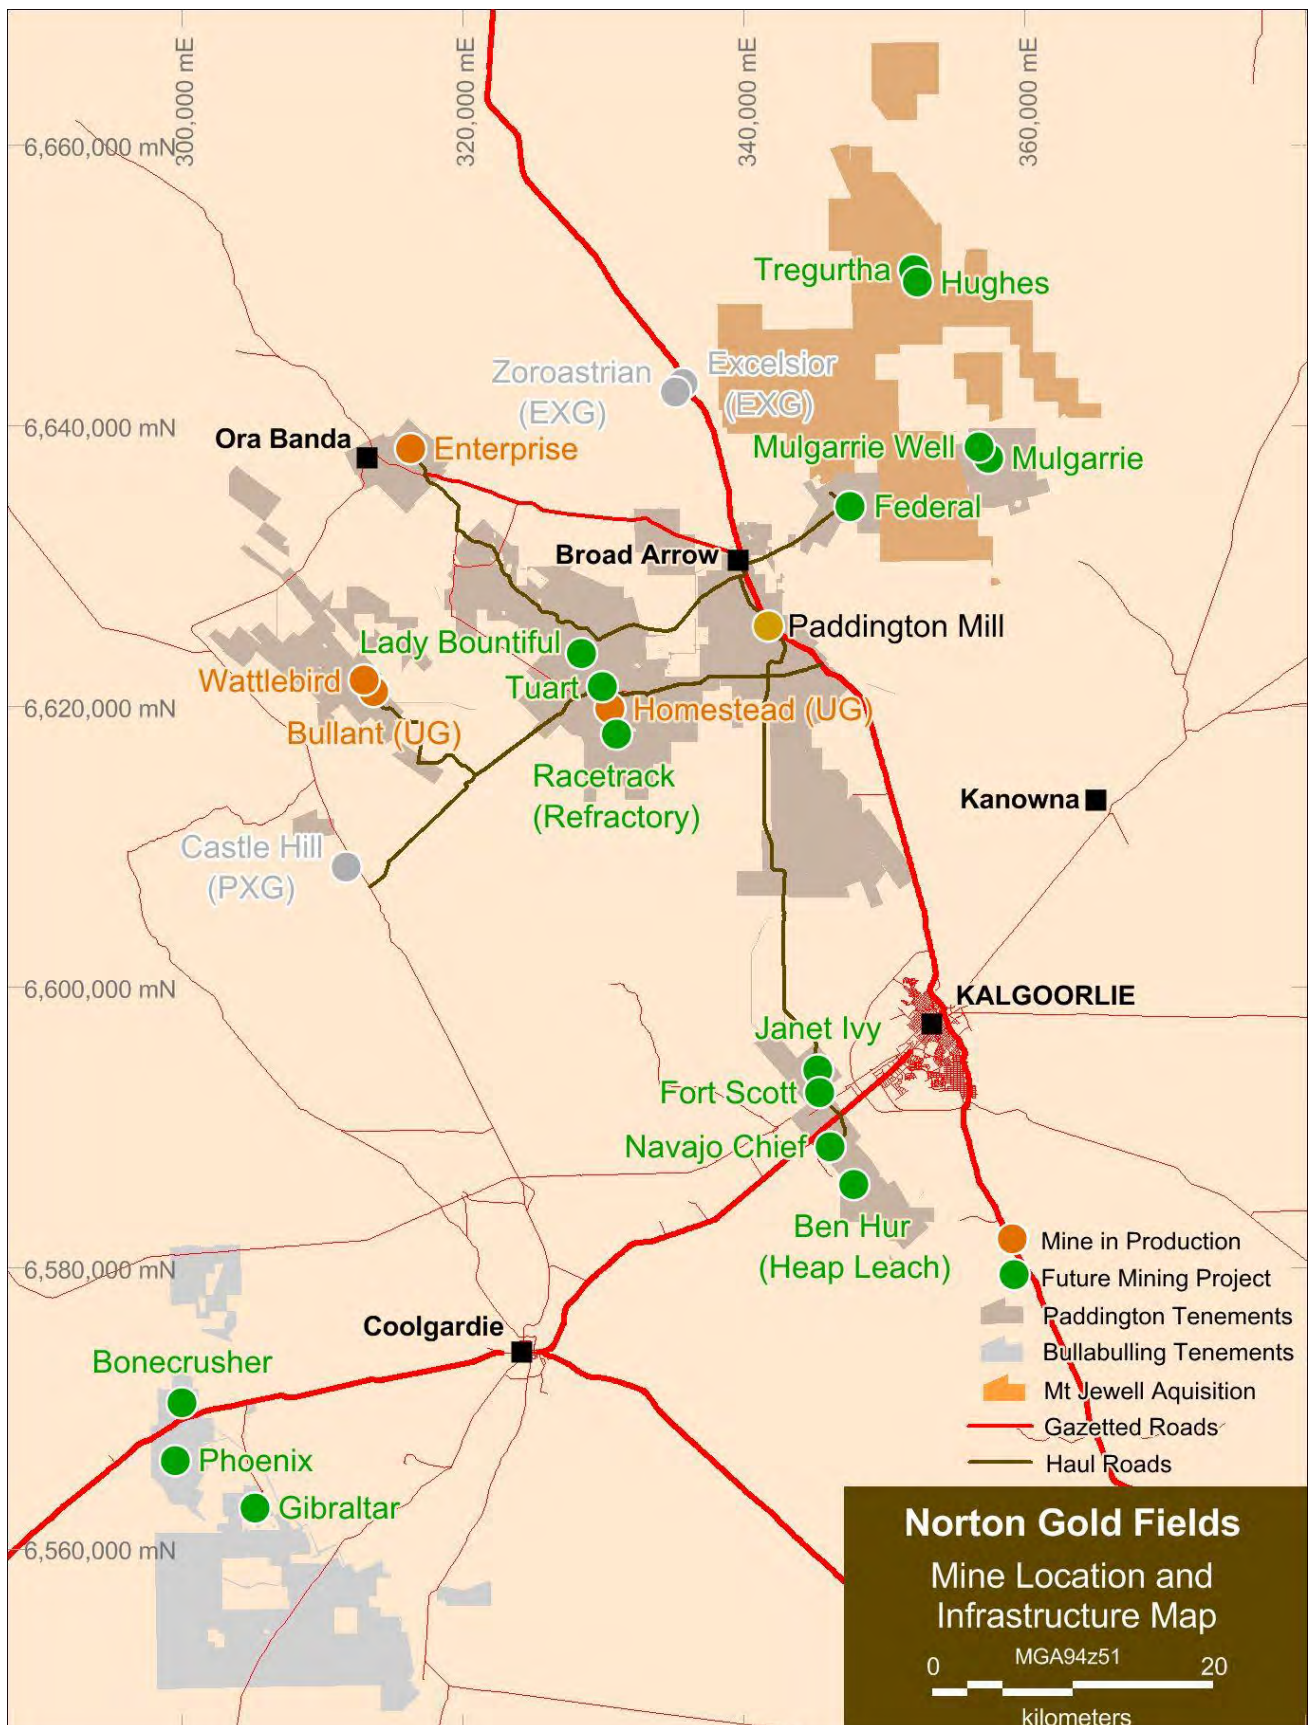 300,000 mE
320,000 mE
340,000 mE
360,000 mE
6,660,000 mN
Tregurtha
Hughes
Zoroastrian
(EXG)
Excelsior
(EXG)
6,640,000 mN
Ora Banda
Enterprise
Mulgarrie Well
Mulgarrie
Federal
Broad Arrow
Paddington Mill
Lady Bountiful
Wattlebird
Tuart
6,620,000 mN
Homestead (UG)
Bullant (UG)
Racetrack
(Refractory)
Kanowna
Castle Hill
(PXG)
6,600,000 mN
KALGOORLIE
Janet Ivy
Fort Scott
Navajo Chief
Ben Hur
(Heap Leach)
6,580,000 mN
Coolgardie
Bonecrusher
Phoenix
Gibraltar
6,560,000 mN
Mine in Production
Future Mining Project
Paddington Tenements
Bullabulling Tenements
Mt Jewell Aquisition
Gazetted Roads
Haul Roads
Norton Gold Fields
Mine Location and
Infrastructure Map
MGA94z51
0 20
kilometers